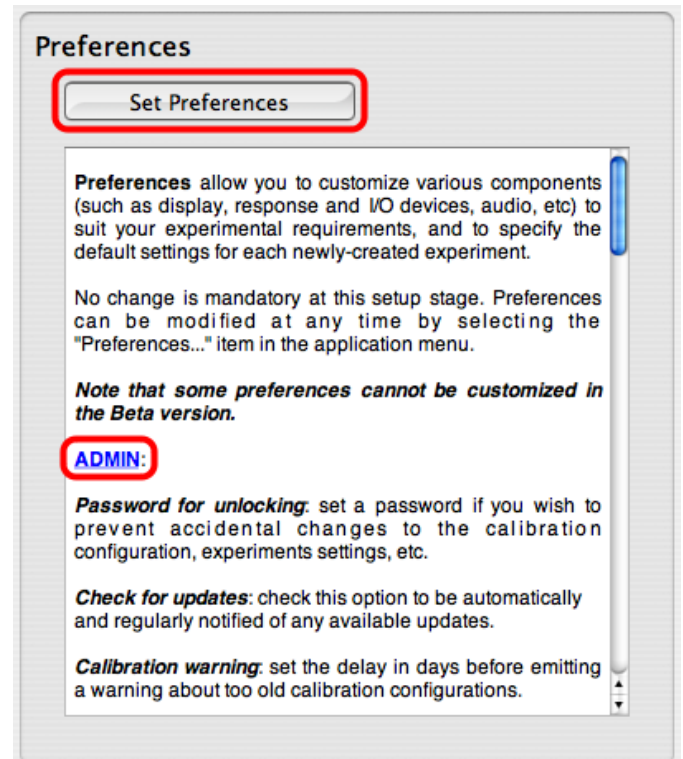 Preferences
Set Preferences
Preferences allow you to customize various components
(such as display, response and I/O devices, audio, etc) to
suit your experimental requirements, and to specify the
default settings for each newly-created experiment.
No change is mandatory at this setup stage. Preferences
can be modified at any time by selecting the
"Preferences..." item in the application menu.
Note that some preferences cannot be customized in
the Beta version.
ADMIN:
Password for unlocking: set a password if you wish to
prevent accidental changes to the calibration
configuration, experiments settings, etc.
Check for updates: check this option to be automatically
and regularly notified of any available updates.
Calibration warning: set the delay in days before emitting
a warning about too old calibration configurations.